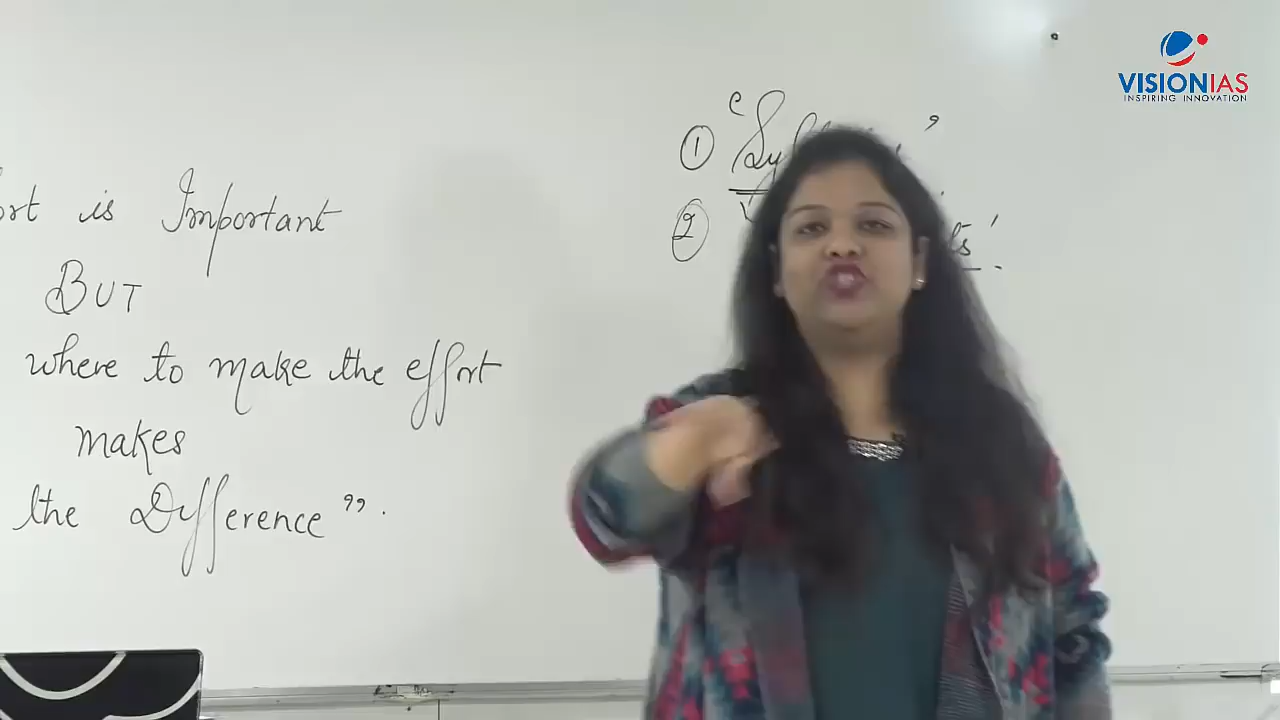 ort is Important
BUT
where to make the effort
makes
the Difference”.
①
②
VISIONIAS
INSPIRING INNOVATION